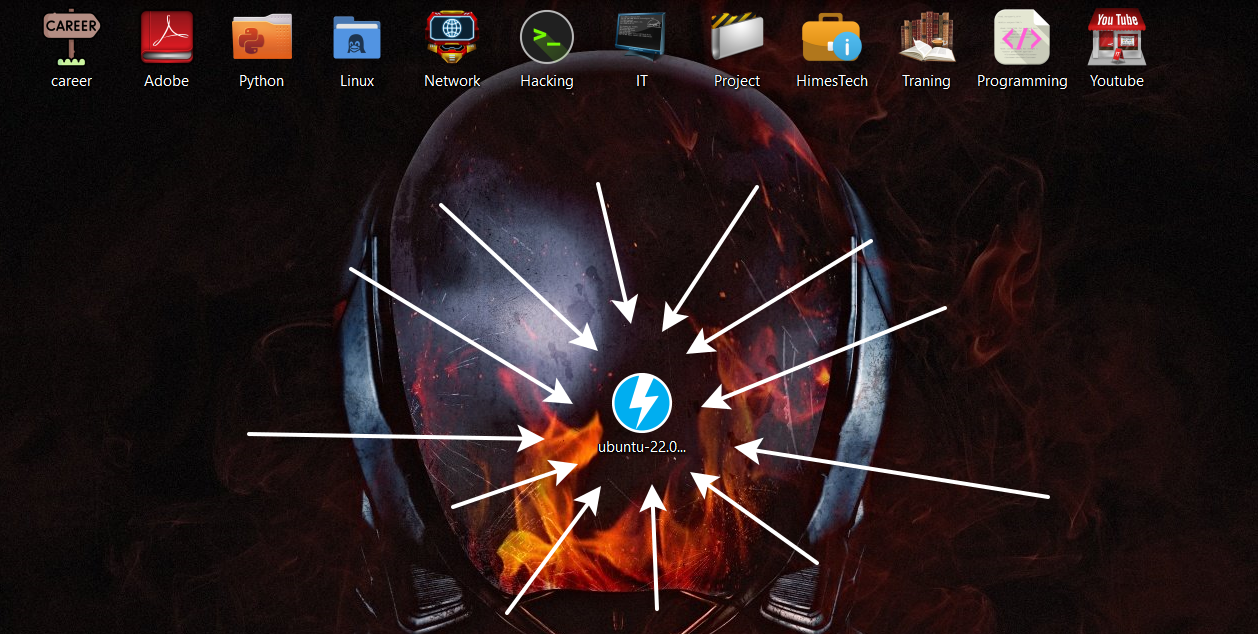 CAREER
You Tube
career
Adobe
Python
Linux
Network
Hacking
IT
Project
HimesTech
Traning
Programming
Youtube
ubuntu-22.0...